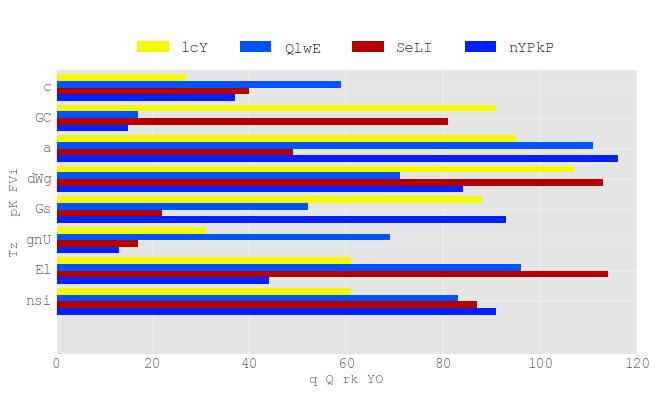 lcY QlwE SeLI nYPkP
c
GC
a
dWg
Gs
gnU
El
nsi
Tz pK FVi
0 20 40 60 80 100 120
q Q rk YO